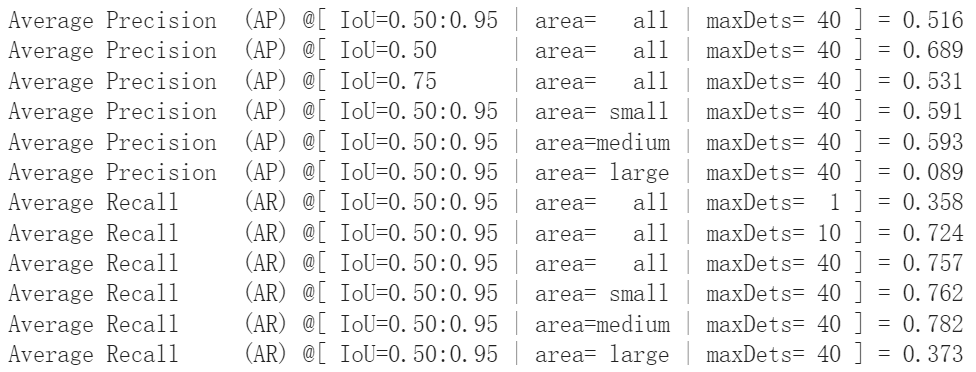 Average Precision  (AP) @[ IoU=0.50:0.95 | area=   all | maxDets= 40 ] = 0.516
Average Precision  (AP) @[ IoU=0.50      | area=   all | maxDets= 40 ] = 0.689
Average Precision  (AP) @[ IoU=0.75      | area=   all | maxDets= 40 ] = 0.531
Average Precision  (AP) @[ IoU=0.50:0.95 | area= small | maxDets= 40 ] = 0.591
Average Precision  (AP) @[ IoU=0.50:0.95 | area=medium | maxDets= 40 ] = 0.593
Average Precision  (AP) @[ IoU=0.50:0.95 | area= large | maxDets= 40 ] = 0.089
Average Recall     (AR) @[ IoU=0.50:0.95 | area=   all | maxDets=  1 ] = 0.358
Average Recall     (AR) @[ IoU=0.50:0.95 | area=   all | maxDets= 10 ] = 0.724
Average Recall     (AR) @[ IoU=0.50:0.95 | area=   all | maxDets= 40 ] = 0.757
Average Recall     (AR) @[ IoU=0.50:0.95 | area= small | maxDets= 40 ] = 0.762
Average Recall     (AR) @[ IoU=0.50:0.95 | area=medium | maxDets= 40 ] = 0.782
Average Recall     (AR) @[ IoU=0.50:0.95 | area= large | maxDets= 40 ] = 0.373